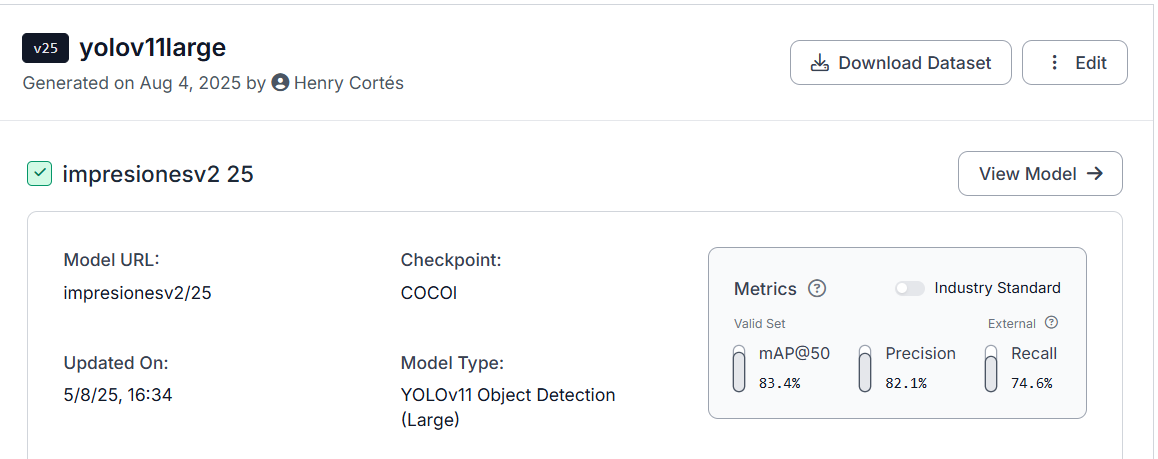 v25 yolov11large
Generated on Aug 4, 2025 by Henry Cortés
Download Dataset
Edit
impresionesv2 25
View Model
Model URL:
impresionesv2/25
Checkpoint:
COCOl
Updated On:
5/8/25, 16:34
Model Type:
YOLOv11 Object Detection
(Large)
Metrics ?
Industry Standard
Valid Set
External ?
mAP@50
83.4%
Precision
82.1%
Recall
74.6%